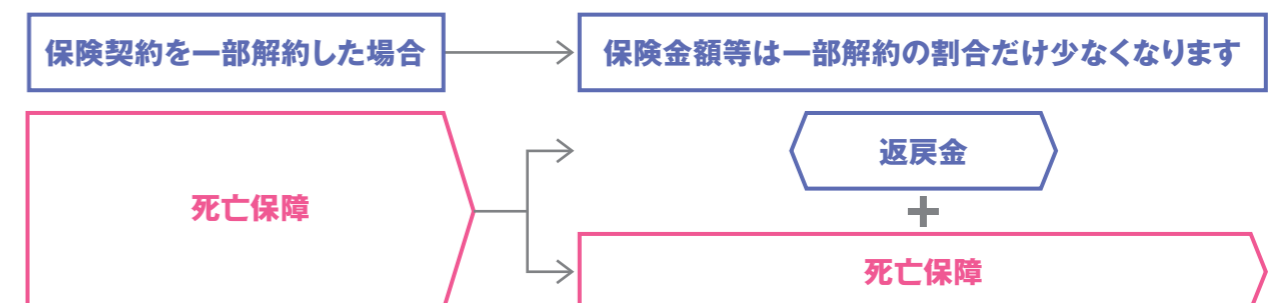 保険契約を一部解約した場合
保険金額等は一部解約の割合だけ少なくなります
返戻金
死亡保障
+
死亡保障